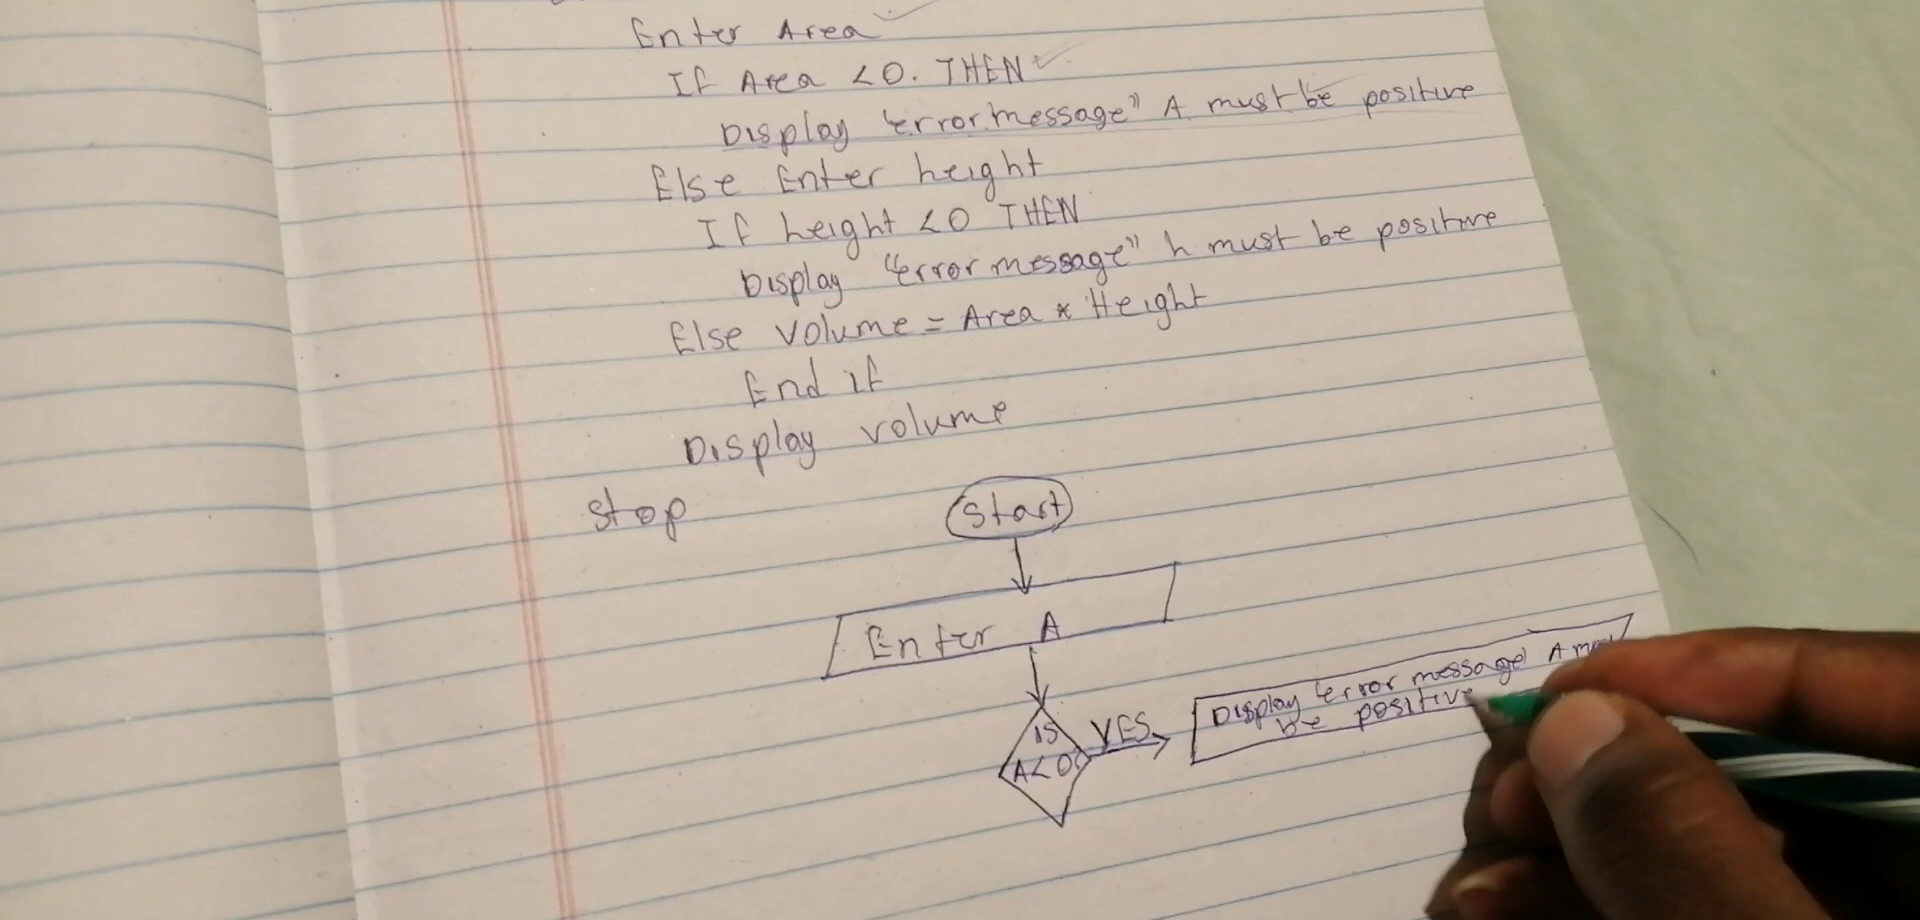 Enter Area
If Area <0. THEN
Display "error message" A must be positive
Else Enter height
If height <0 THEN
Display "error message" h must be positive
Else volume = Area * Height
End if
Display volume
Stop
Start
Enter A
IS
A<0
YES
Display "error message" A
be positive